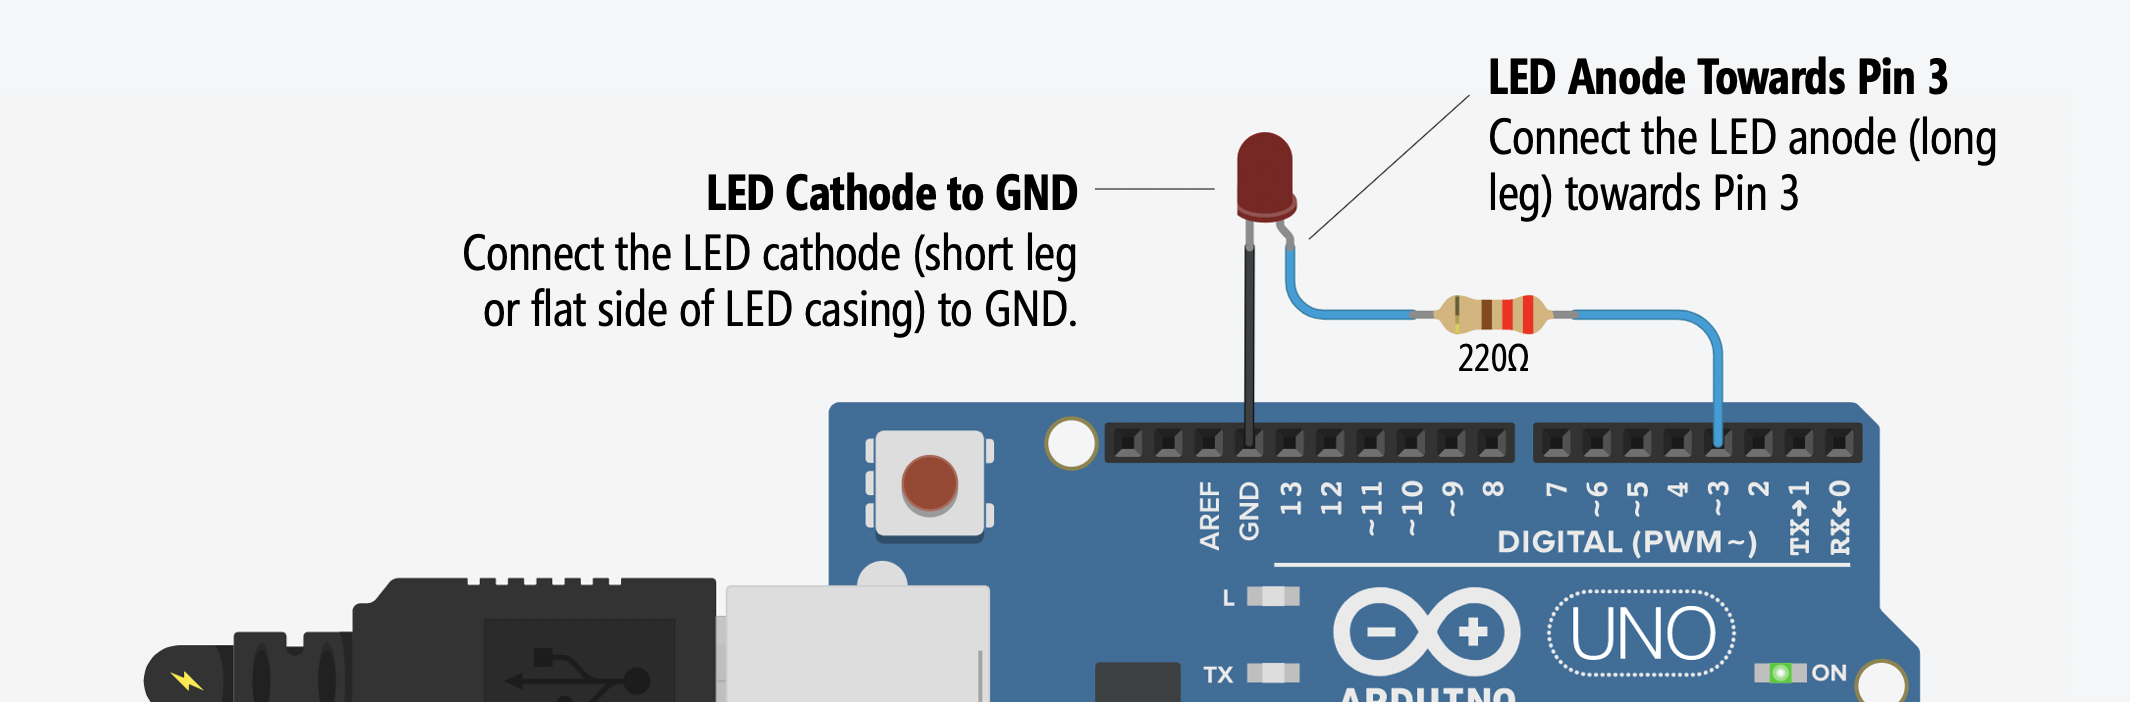 LED Anode Towards Pin 3
Connect the LED anode (long
leg) towards Pin 3
LED Cathode to GND
Connect the LED cathode (short leg
or flat side of LED casing) to GND.
220Ω
AREF
GND
13
12
~11
~10
~9
8
7
~6
~5
4
~3
2
TX→1
RX←0
DIGITAL (PWM~)
L
TX
UNO
ON
ARDUINO